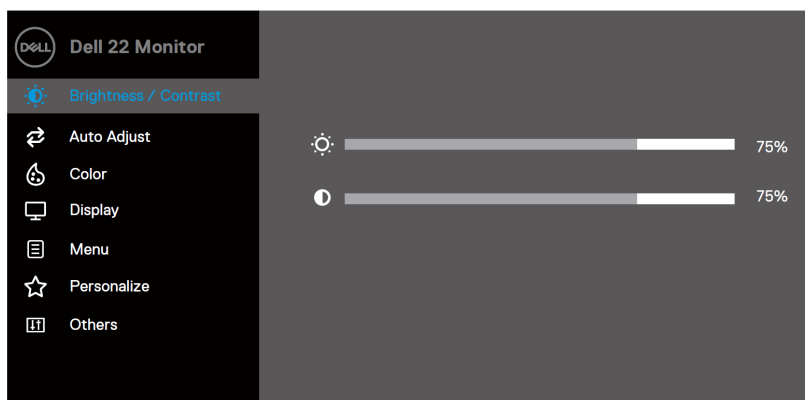 DELL
Dell 22 Monitor
Brightness / Contrast
Auto Adjust
Color
Display
Menu
Personalize
Others
75%
75%